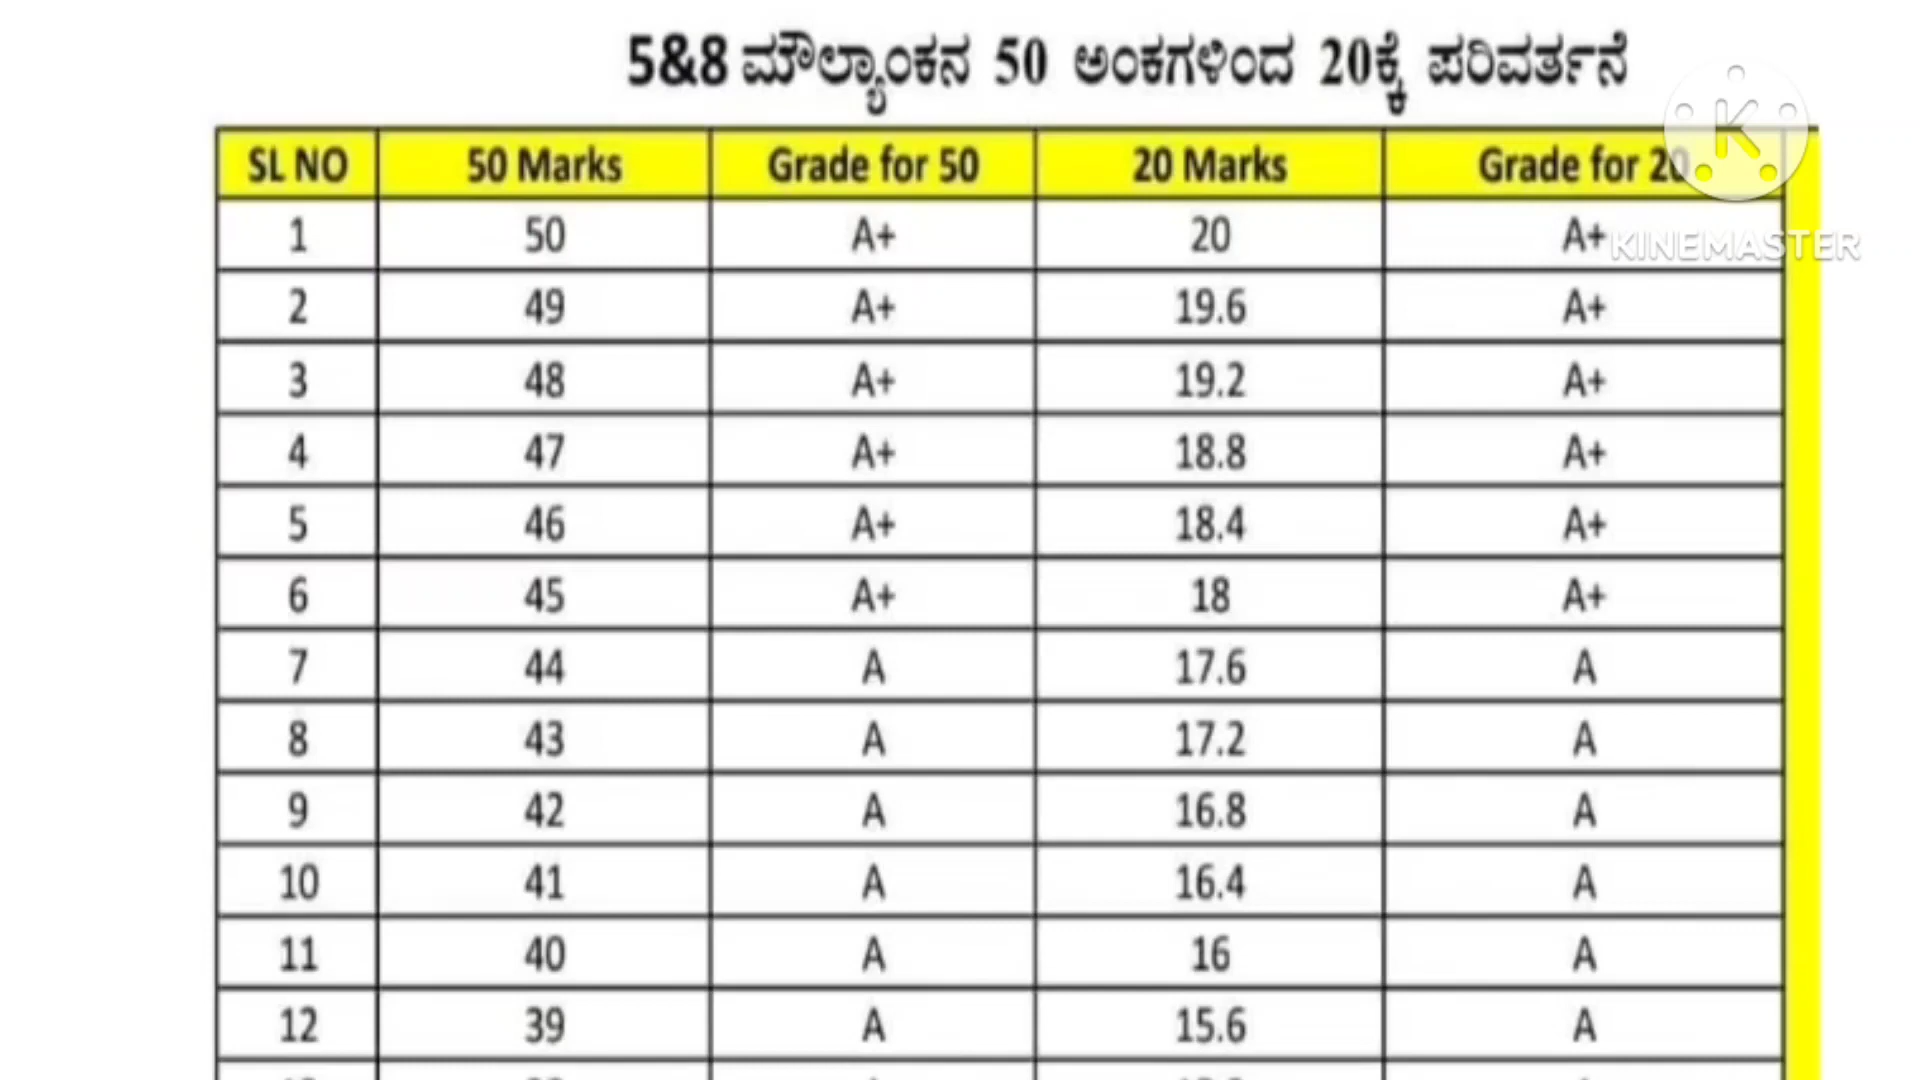 5&8 ಮೌಲ್ಯಾಂಕನ 50 ಅಂಕಗಳಿಂದ 20ಕ್ಕೆ ಪರಿವರ್ತನೆ
SL NO 50 Marks Grade for 50 20 Marks Grade for 20
1 50 A+ 20 A+
KINEMASTER
2 49 A+ 19.6 A+
3 48 A+ 19.2 A+
4 47 A+ 18.8 A+
5 46 A+ 18.4 A+
6 45 A+ 18 A+
7 44 A 17.6 A
8 43 A 17.2 A
9 42 A 16.8 A
10 41 A 16.4 A
11 40 A 16 A
12 39 A 15.6 A